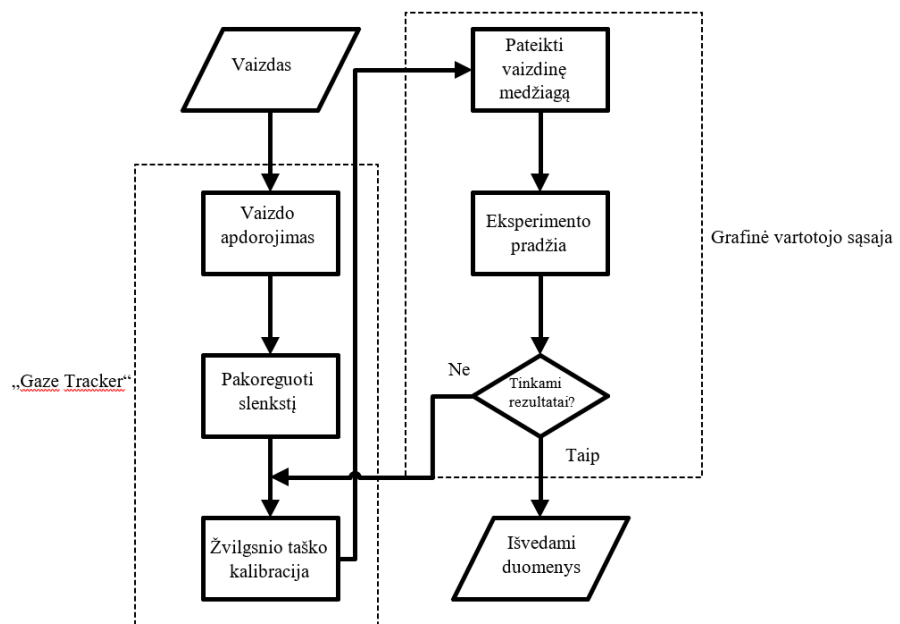 Vaizdas
Vaizdo
apdorojimas
Pakoreguoti
slenkstį
Žvilgsnio taško
kalibracija
„Gaze Tracker“
Pateikti
vaizdinę
medžiagą
Eksperimento
pradžia
Tinkami
rezultatai?
Ne
Taip
Išvedami
duomenys
Grafinė vartotojo sąsaja